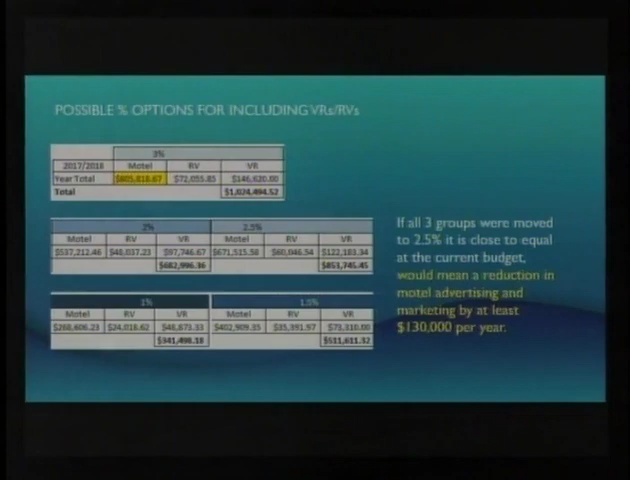 POSSIBLE % OPTIONS FOR INCLUDING VRs/RVs
3%
2017/2018 Motel RV VR
Year Total $805,818.67 $72,055.85 $146,620.00
Total $1,024,494.52
2% 2.5%
Motel RV VR Motel RV VR
$537,212.46 $48,037.23 $97,746.67 $671,515.58 $60,046.54 $122,183.34
$682,996.36 $853,745.45
1% 1.5%
Motel RV VR Motel RV VR
$268,606.23 $24,018.62 $48,873.33 $402,909.35 $35,391.97 $73,310.00
$341,498.18 $511,611.32
If all 3 groups were moved
to 2.5% it is close to equal
at the current budget,
would mean a reduction in
motel advertising and
marketing by at least
$130,000 per year.